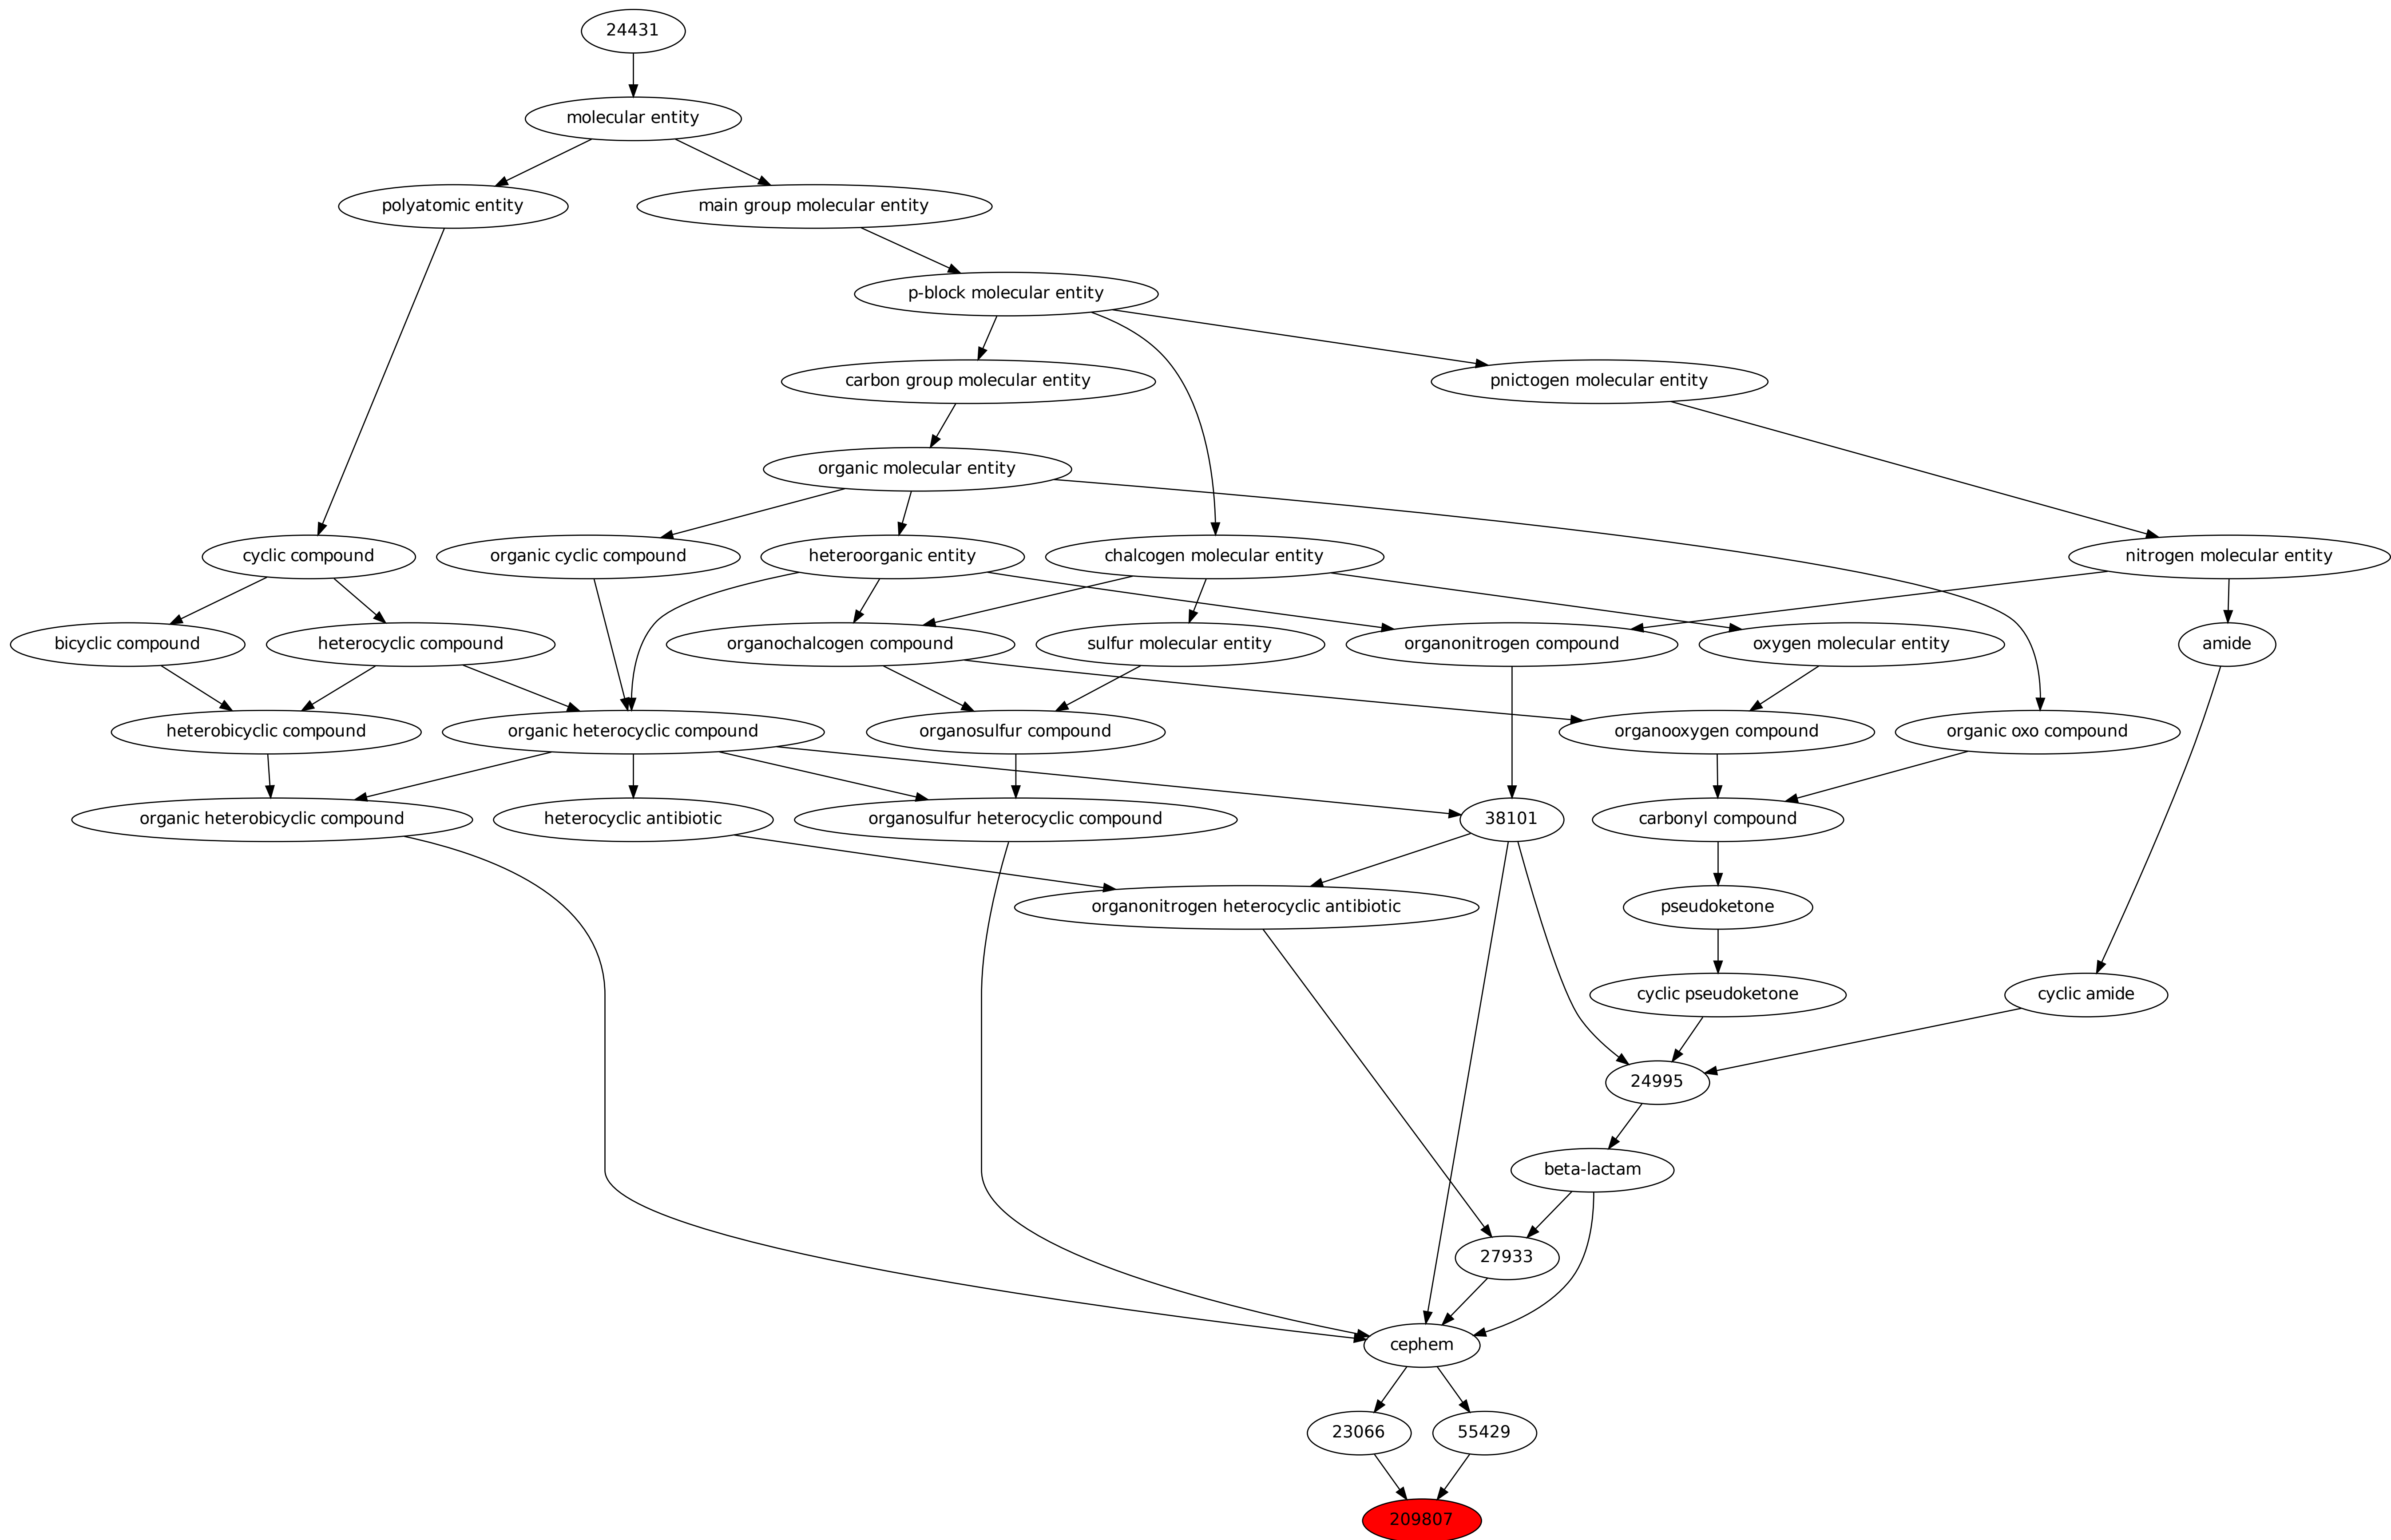 24431
molecular entity
polyatomic entity
main group molecular entity
p-block molecular entity
carbon group molecular entity
pnictogen molecular entity
organic molecular entity
cyclic compound
organic cyclic compound
heteroorganic entity
chalcogen molecular entity
nitrogen molecular entity
bicyclic compound
heterocyclic compound
organochalcogen compound
sulfur molecular entity
organonitrogen compound
oxygen molecular entity
amide
heterobicyclic compound
organic heterocyclic compound
organosulfur compound
organooxygen compound
organic oxo compound
organic heterobicyclic compound
heterocyclic antibiotic
organosulfur heterocyclic compound
38101
carbonyl compound
organonitrogen heterocyclic antibiotic
pseudoketone
cyclic pseudoketone
cyclic amide
24995
beta-lactam
27933
cephem
23066
55429
209807